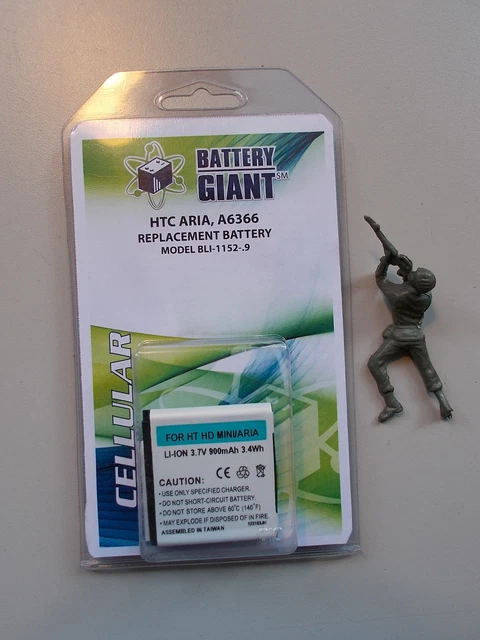 BATTERY
GIANT SM
HTC ARIA, A6366
REPLACEMENT BATTERY
MODEL BLI-1152-.9
CELLULAR
FOR HT HD MINI/ARIA
LI-ION 3.7V 900mAh 3.4Wh
CE
CAUTION:
• USE ONLY SPECIFIED CHARGER.
• DO NOT SHORT-CIRCUIT BATTERY.
• DO NOT STORE ABOVE 60°C (140°F)
• MAY EXPLODE IF DISPOSED OF IN FIRE.
ASSEMBLED IN TAIWAN